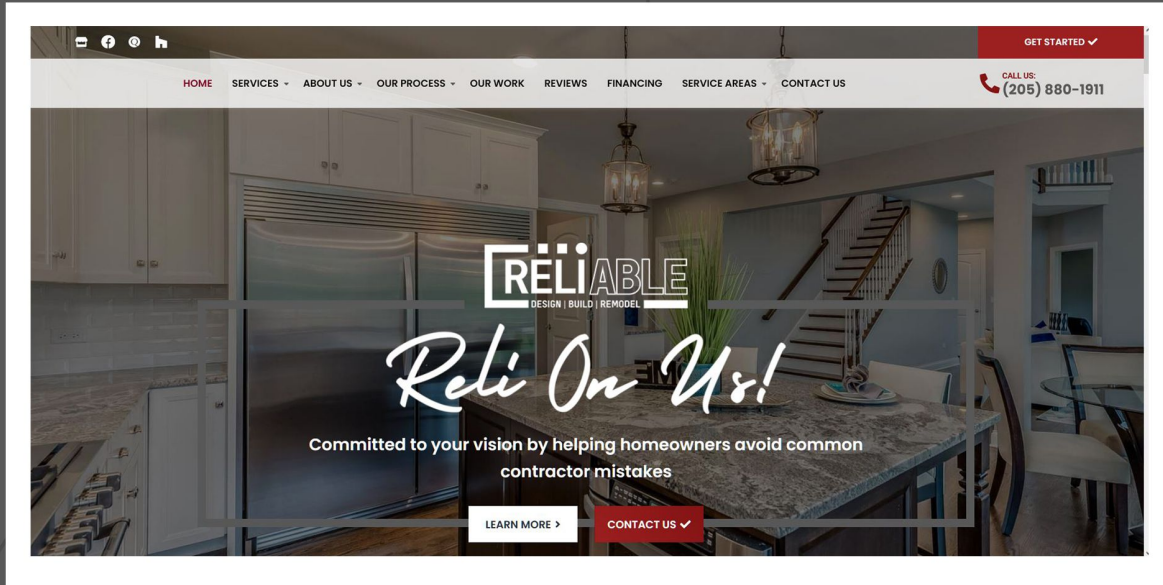 GET STARTED
HOME SERVICES ABOUT US OUR PROCESS OUR WORK REVIEWS FINANCING SERVICE AREAS CONTACT US
CALL US:
(205) 880-1911
RELIABLE
DESIGN | BUILD | REMODEL
Reli On Us!
Committed to your vision by helping homeowners avoid common
contractor mistakes
LEARN MORE CONTACT US